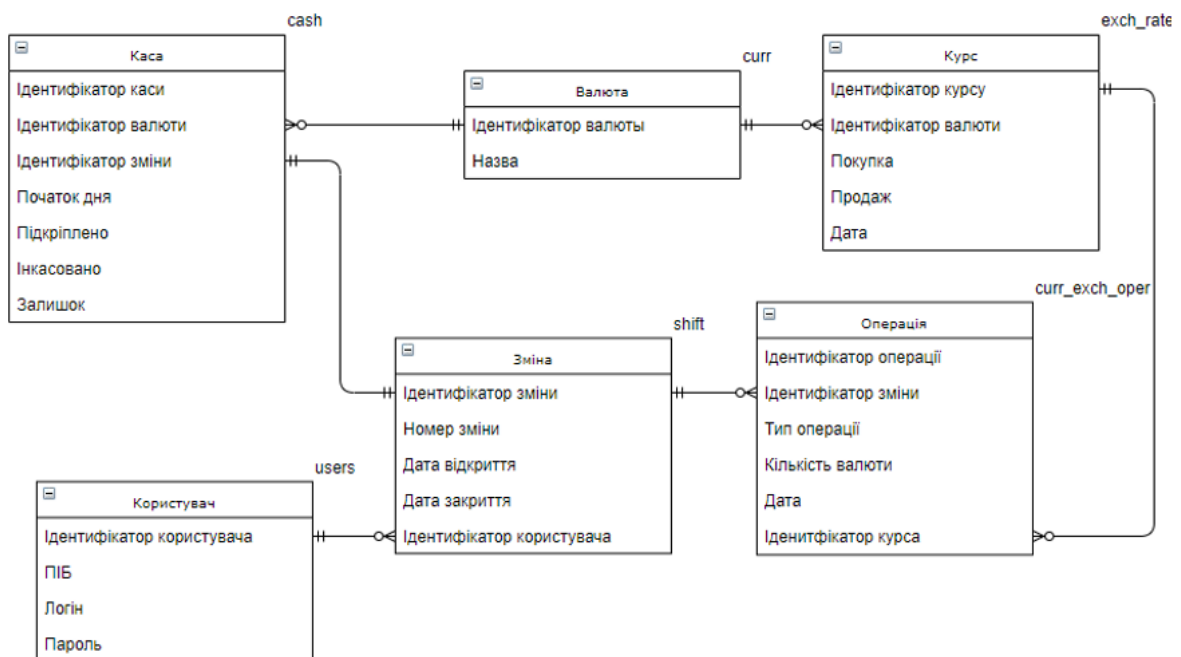 cash
Каса
Ідентифікатор каси
Ідентифікатор валюти
Ідентифікатор зміни
Початок дня
Підкріплено
Інкасовано
Залишок
curr
Валюта
Ідентифікатор валюты
Назва
exch_rate
Курс
Ідентифікатор курсу
Ідентифікатор валюти
Покупка
Продаж
Дата
shift
Зміна
Ідентифікатор зміни
Номер зміни
Дата відкриття
Дата закриття
Ідентифікатор користувача
curr_exch_oper
Операція
Ідентифікатор операції
Ідентифікатор зміни
Тип операції
Кількість валюти
Дата
Іденитфікатор курса
users
Користувач
Ідентифікатор користувача
ПІБ
Логін
Пароль